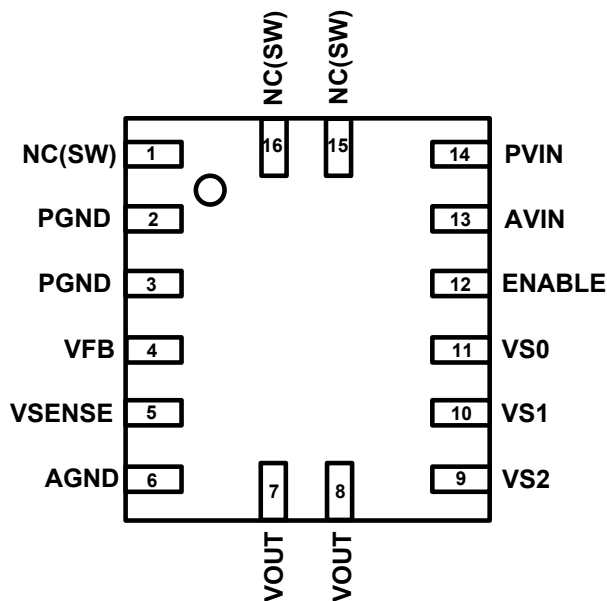 NC(SW)
NC(SW)
16
15
NC(SW)
1
14
PVIN
PGND
2
13
AVIN
PGND
3
12
ENABLE
VFB
4
11
VS0
VSENSE
5
10
VS1
AGND
6
9
VS2
7
8
VOUT
VOUT